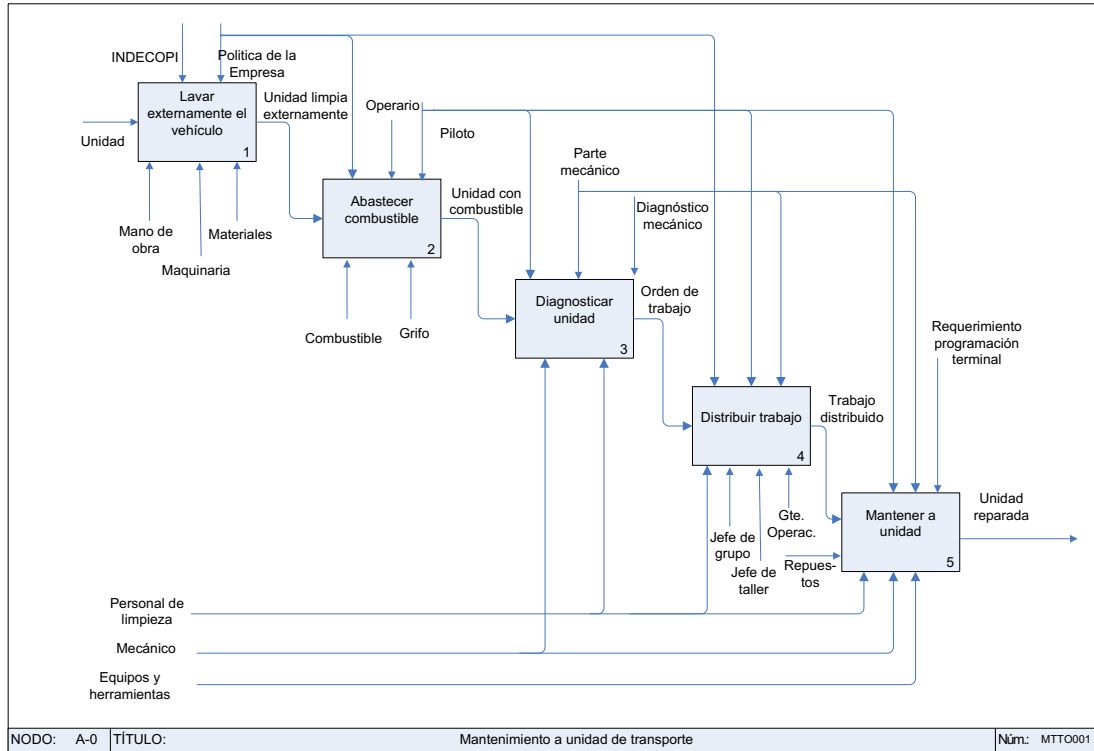 INDECOPI
Politica de la
Empresa
Lavar
externamente el
vehículo
1
Unidad limpia
externamente
Unidad
Mano de
obra
Maquinaria
Materiales
Operario
Piloto
Abastecer
combustible
2
Unidad con
combustible
Combustible
Grifo
Parte
mecánico
Diagnóstico
mecánico
Diagnosticar
unidad
3
Orden de
trabajo
Requerimiento
programación
terminal
Distribuir trabajo
4
Trabajo
distribuido
Jefe de
grupo
Jefe de
taller
Gte.
Operac.
Repues-
tos
Mantener a
unidad
5
Unidad
reparada
Personal de
limpieza
Mecánico
Equipos y
herramientas
NODO: A-0 TÍTULO: Mantenimiento a unidad de transporte Núm.: MTTO001